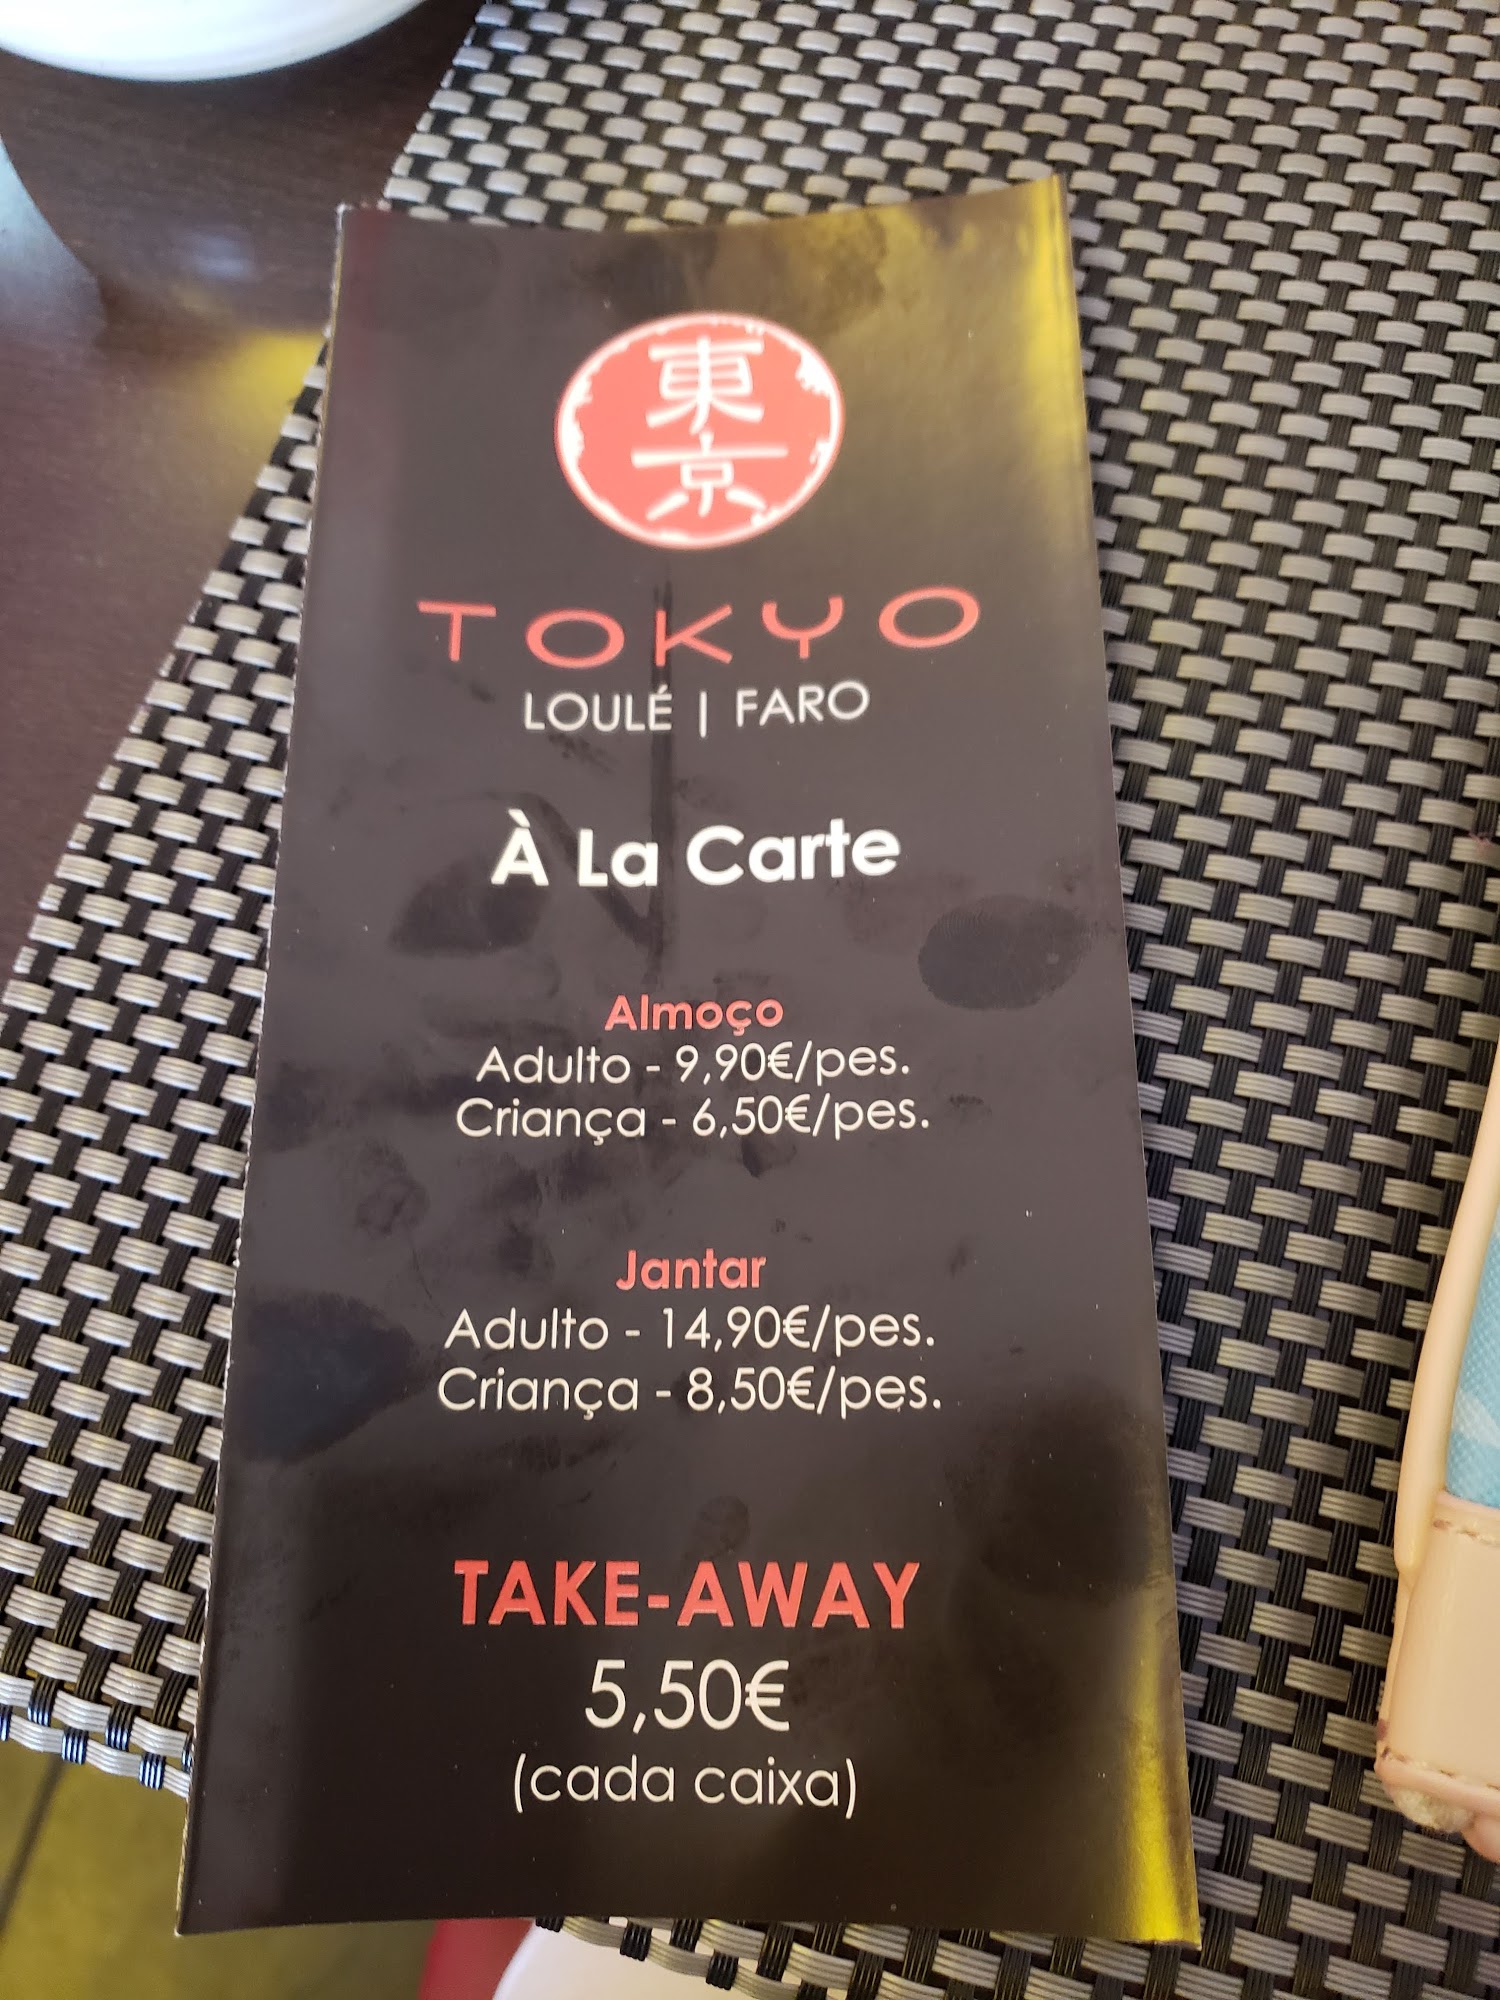 東
京
TOKYO
LOULÉ | FARO
À La Carte
Almoço
Adulto - 9,90€/pes.
Criança - 6,50€/pes.
Jantar
Adulto - 14,90€/pes.
Criança - 8,50€/pes.
TAKE-AWAY
5,50€
(cada caixa)